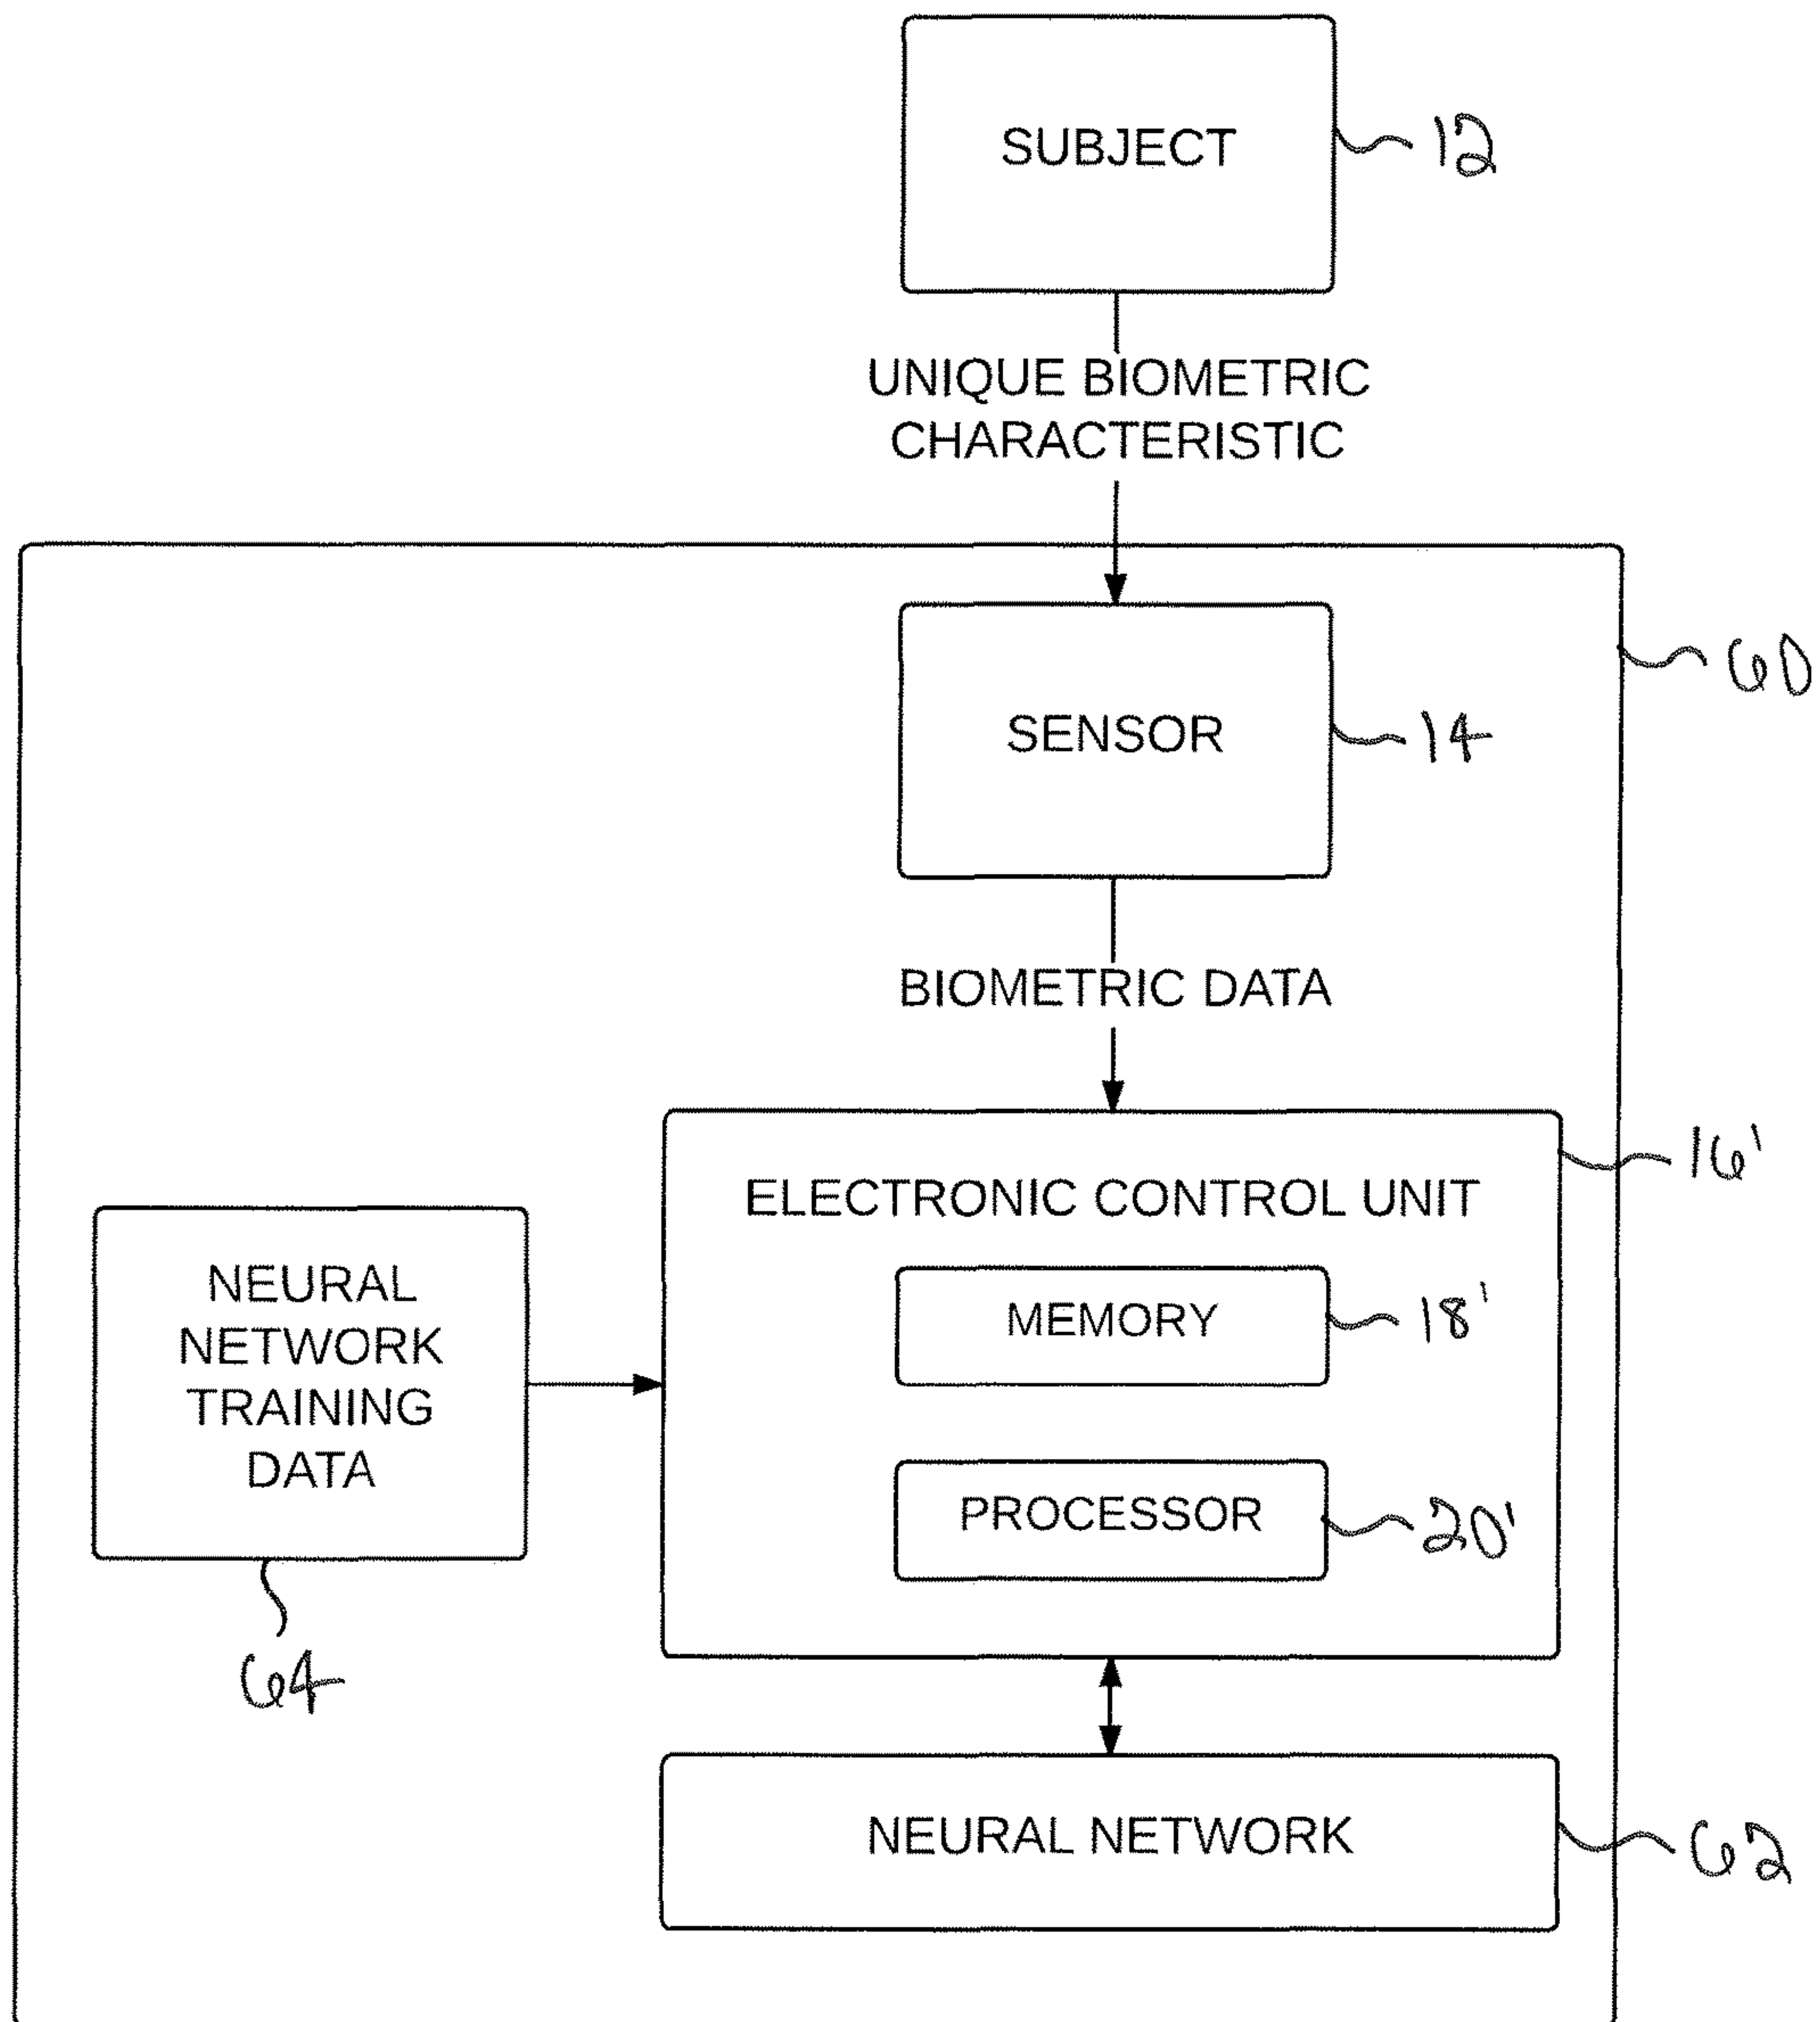 SUBJECT
12
UNIQUE BIOMETRIC
CHARACTERISTIC
60
SENSOR
14
BIOMETRIC DATA
16'
ELECTRONIC CONTROL UNIT
NEURAL
NETWORK
TRAINING
DATA
MEMORY
18'
PROCESSOR
20'
64
NEURAL NETWORK
62